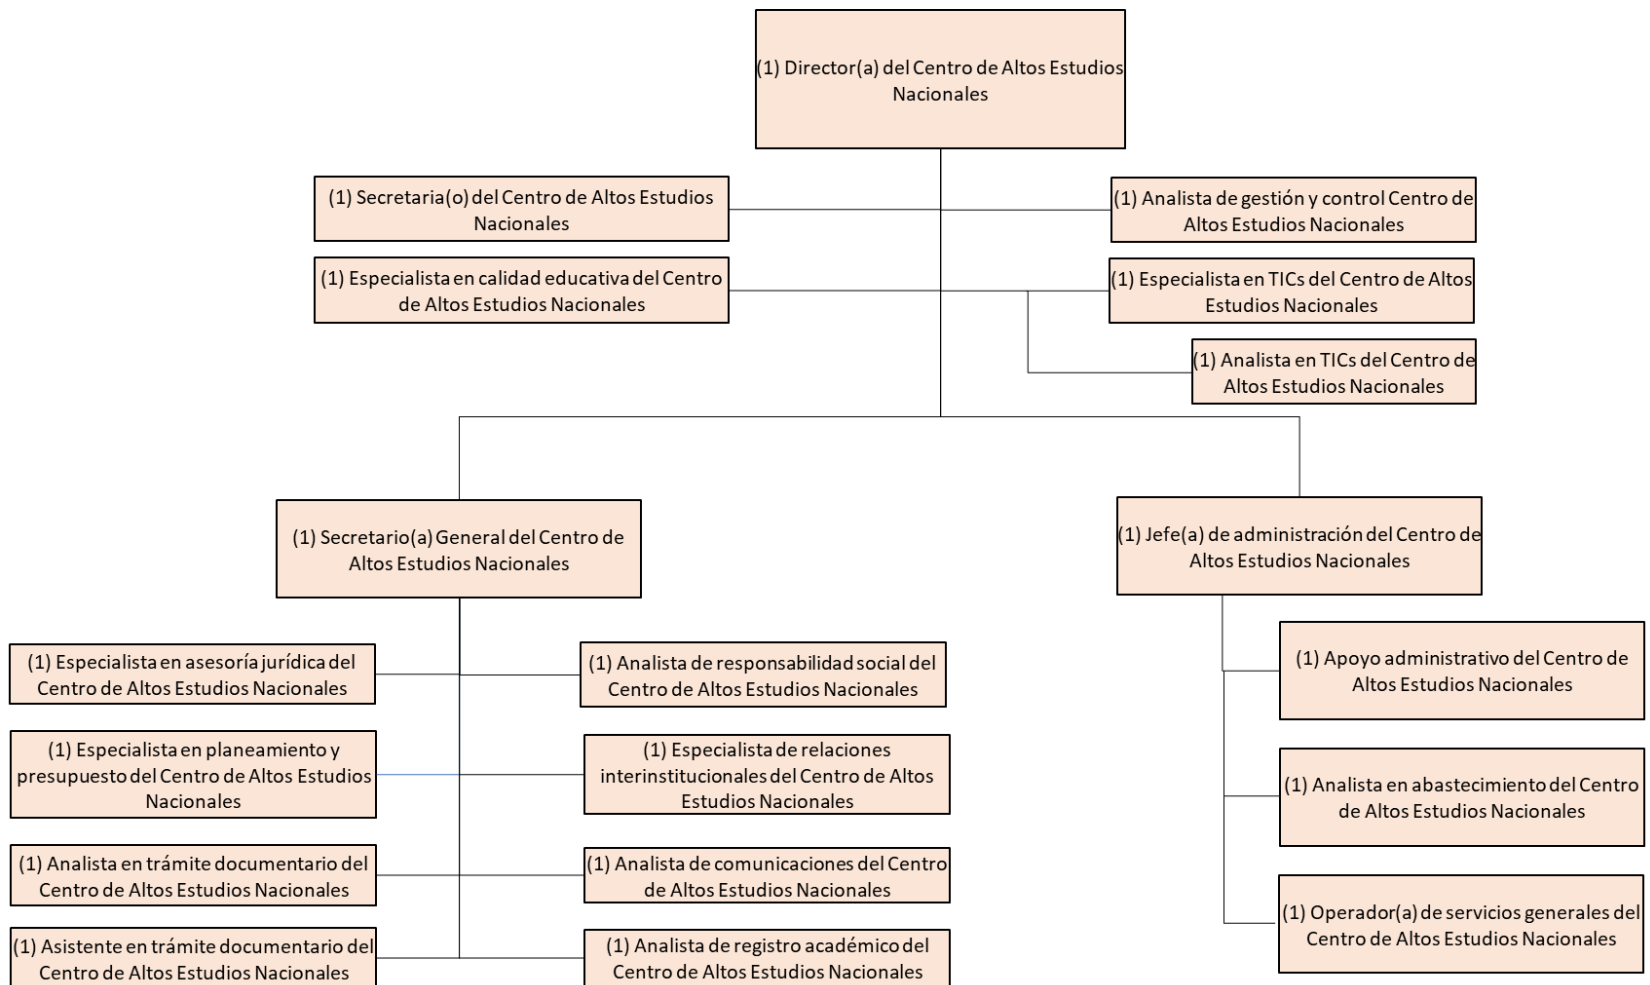 (1) Director(a) del Centro de Altos Estudios
Nacionales
(1) Secretaria(o) del Centro de Altos Estudios
Nacionales
(1) Analista de gestión y control Centro de
Altos Estudios Nacionales
(1) Especialista en calidad educativa del Centro
de Altos Estudios Nacionales
(1) Especialista en TICs del Centro de Altos
Estudios Nacionales
(1) Analista en TICs del Centro de
Altos Estudios Nacionales
(1) Secretario(a) General del Centro de
Altos Estudios Nacionales
(1) Jefe(a) de administración del Centro de
Altos Estudios Nacionales
(1) Especialista en asesoría jurídica del
Centro de Altos Estudios Nacionales
(1) Analista de responsabilidad social del
Centro de Altos Estudios Nacionales
(1) Apoyo administrativo del Centro de
Altos Estudios Nacionales
(1) Especialista en planeamiento y
presupuesto del Centro de Altos Estudios
Nacionales
(1) Especialista de relaciones
interinstitucionales del Centro de Altos
Estudios Nacionales
(1) Analista en abastecimiento del Centro
de Altos Estudios Nacionales
(1) Analista en trámite documentario del
Centro de Altos Estudios Nacionales
(1) Analista de comunicaciones del Centro
de Altos Estudios Nacionales
(1) Operador(a) de servicios generales del
Centro de Altos Estudios Nacionales
(1) Asistente en trámite documentario del
Centro de Altos Estudios Nacionales
(1) Analista de registro académico del
Centro de Altos Estudios Nacionales